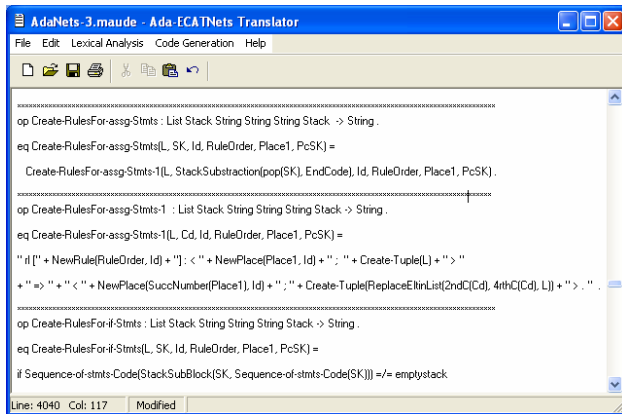 AdaNets-3.maude - Ada-ECATNets Translator
File Edit Lexical Analysis Code Generation Help
op Create-RulesFor-assg-Stmts : List Stack String String String Stack -> String .
eq Create-RulesFor-assg-Stmts(L, SK, Id, RuleOrder, Place1, PcSK) =
Create-RulesFor-assg-Stmts-1(L, StackSubstraction(pop(SK), EndCode), Id, RuleOrder, Place1, PcSK) .
op Create-RulesFor-assg-Stmts-1 : List Stack String String String Stack -> String .
eq Create-RulesFor-assg-Stmts-1(L, Cd, Id, RuleOrder, Place1, PcSK) =
" rl [" + NewRule(RuleOrder, Id) + "] : < " + NewPlace(Place1, Id) + " ; " + Create-Tuple(L) + " > "
+ " => " + " < " + NewPlace(SuccNumber(Place1), Id) + " ; " + Create-Tuple(ReplaceEltinList(2ndC(Cd), 4rthC(Cd), L)) + " > . " .
op Create-RulesFor-if-Stmts : List Stack String String String Stack -> String .
eq Create-RulesFor-if-Stmts(L, SK, Id, RuleOrder, Place1, PcSK) =
if Sequence-of-stmts-Code(StackSubBlock(SK, Sequence-of-stmts-Code(SK))) =/= emptystack
Line: 4040 Col: 117 Modified